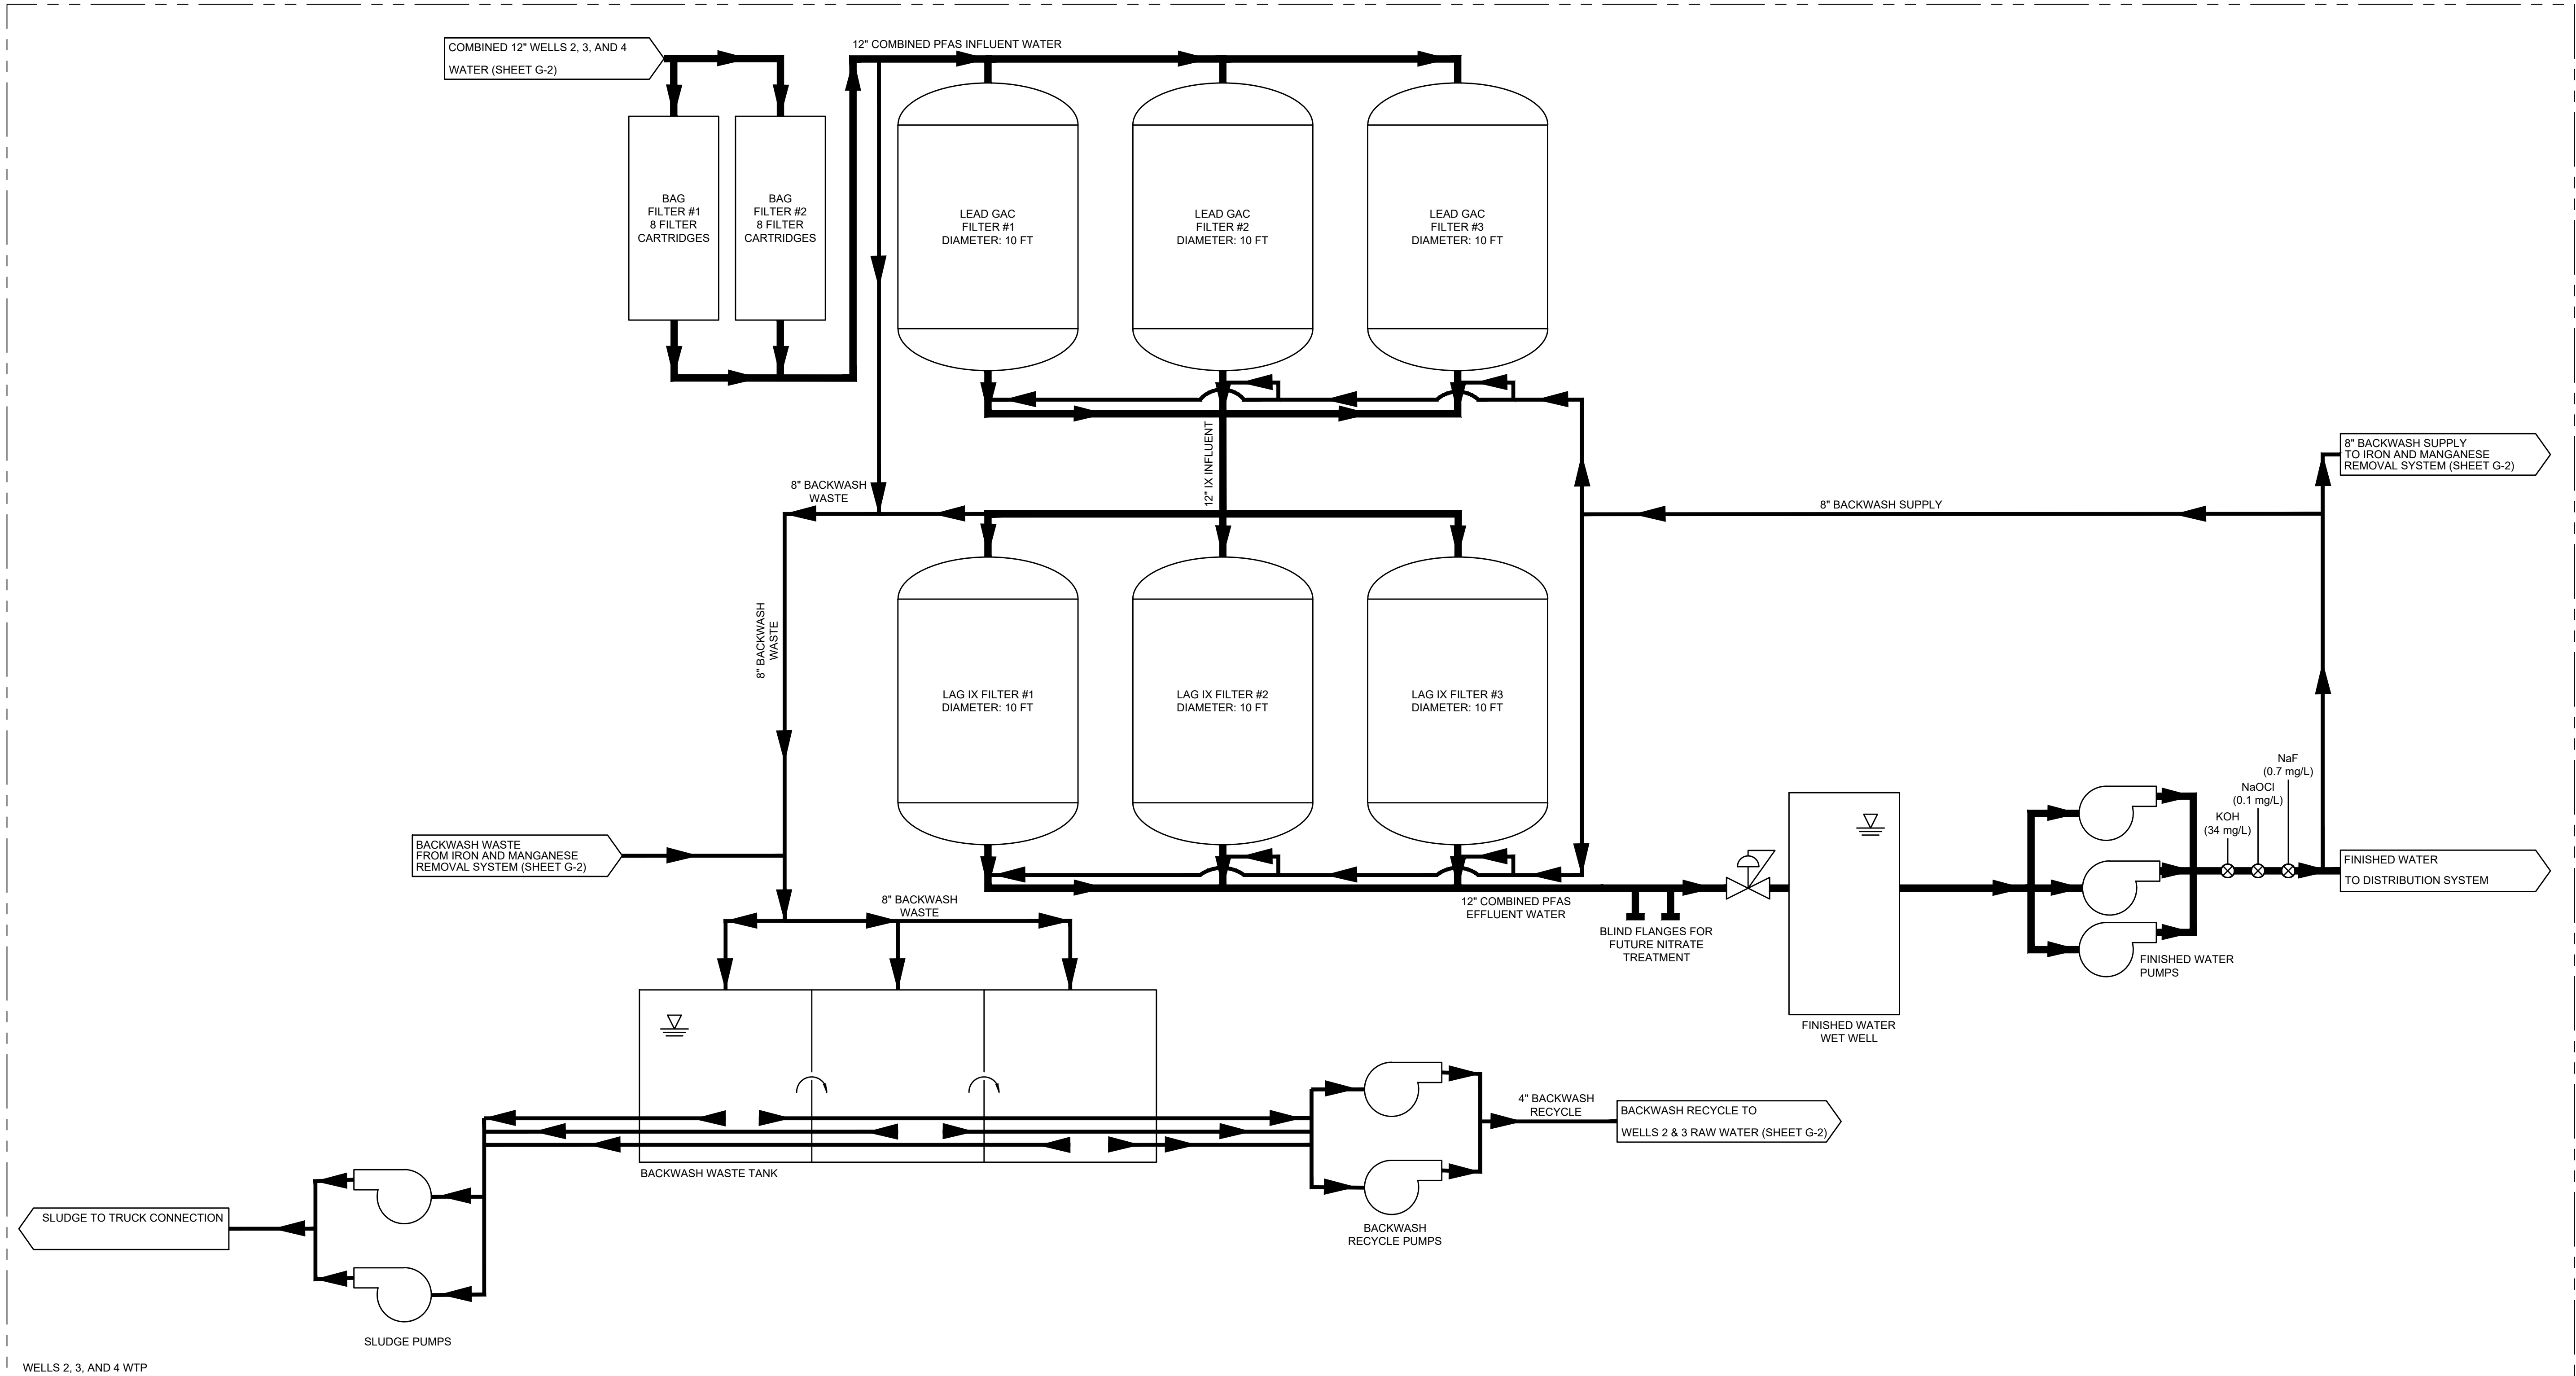 COMBINED 12" WELLS 2, 3, AND 4
WATER (SHEET G-2)
12" COMBINED PFAS INFLUENT WATER
BAG
FILTER #1
8 FILTER
CARTRIDGES
BAG
FILTER #2
8 FILTER
CARTRIDGES
LEAD GAC
FILTER #1
DIAMETER: 10 FT
LEAD GAC
FILTER #2
DIAMETER: 10 FT
LEAD GAC
FILTER #3
DIAMETER: 10 FT
12" IX INFLUENT
8" BACKWASH
WASTE
8" BACKWASH SUPPLY
8" BACKWASH SUPPLY
TO IRON AND MANGANESE
REMOVAL SYSTEM (SHEET G-2)
8" BACKWASH
WASTE
LAG IX FILTER #1
DIAMETER: 10 FT
LAG IX FILTER #2
DIAMETER: 10 FT
LAG IX FILTER #3
DIAMETER: 10 FT
NaF
(0.7 mg/L)
NaOCl
(0.1 mg/L)
KOH
(34 mg/L)
BACKWASH WASTE
FROM IRON AND MANGANESE
REMOVAL SYSTEM (SHEET G-2)
FINISHED WATER
TO DISTRIBUTION SYSTEM
8" BACKWASH
WASTE
12" COMBINED PFAS
EFFLUENT WATER
BLIND FLANGES FOR
FUTURE NITRATE
TREATMENT
FINISHED WATER
PUMPS
FINISHED WATER
WET WELL
4" BACKWASH
RECYCLE
BACKWASH RECYCLE TO
WELLS 2 & 3 RAW WATER (SHEET G-2)
BACKWASH WASTE TANK
SLUDGE TO TRUCK CONNECTION
BACKWASH
RECYCLE PUMPS
SLUDGE PUMPS
WELLS 2, 3, AND 4 WTP